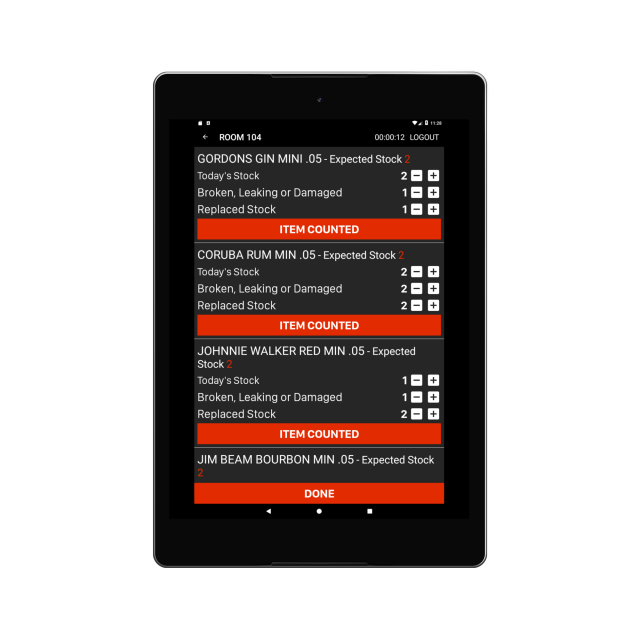 11:28
ROOM 104 00:00:12 LOGOUT
GORDONS GIN MINI .05 - Expected Stock 2
Today's Stock 2
Broken, Leaking or Damaged 1
Replaced Stock 1
ITEM COUNTED
CORUBA RUM MIN .05 - Expected Stock 2
Today's Stock 2
Broken, Leaking or Damaged 2
Replaced Stock 2
ITEM COUNTED
JOHNNIE WALKER RED MIN .05 - Expected
Stock 2
Today's Stock 1
Broken, Leaking or Damaged 1
Replaced Stock 2
ITEM COUNTED
JIM BEAM BOURBON MIN .05 - Expected Stock
2
DONE